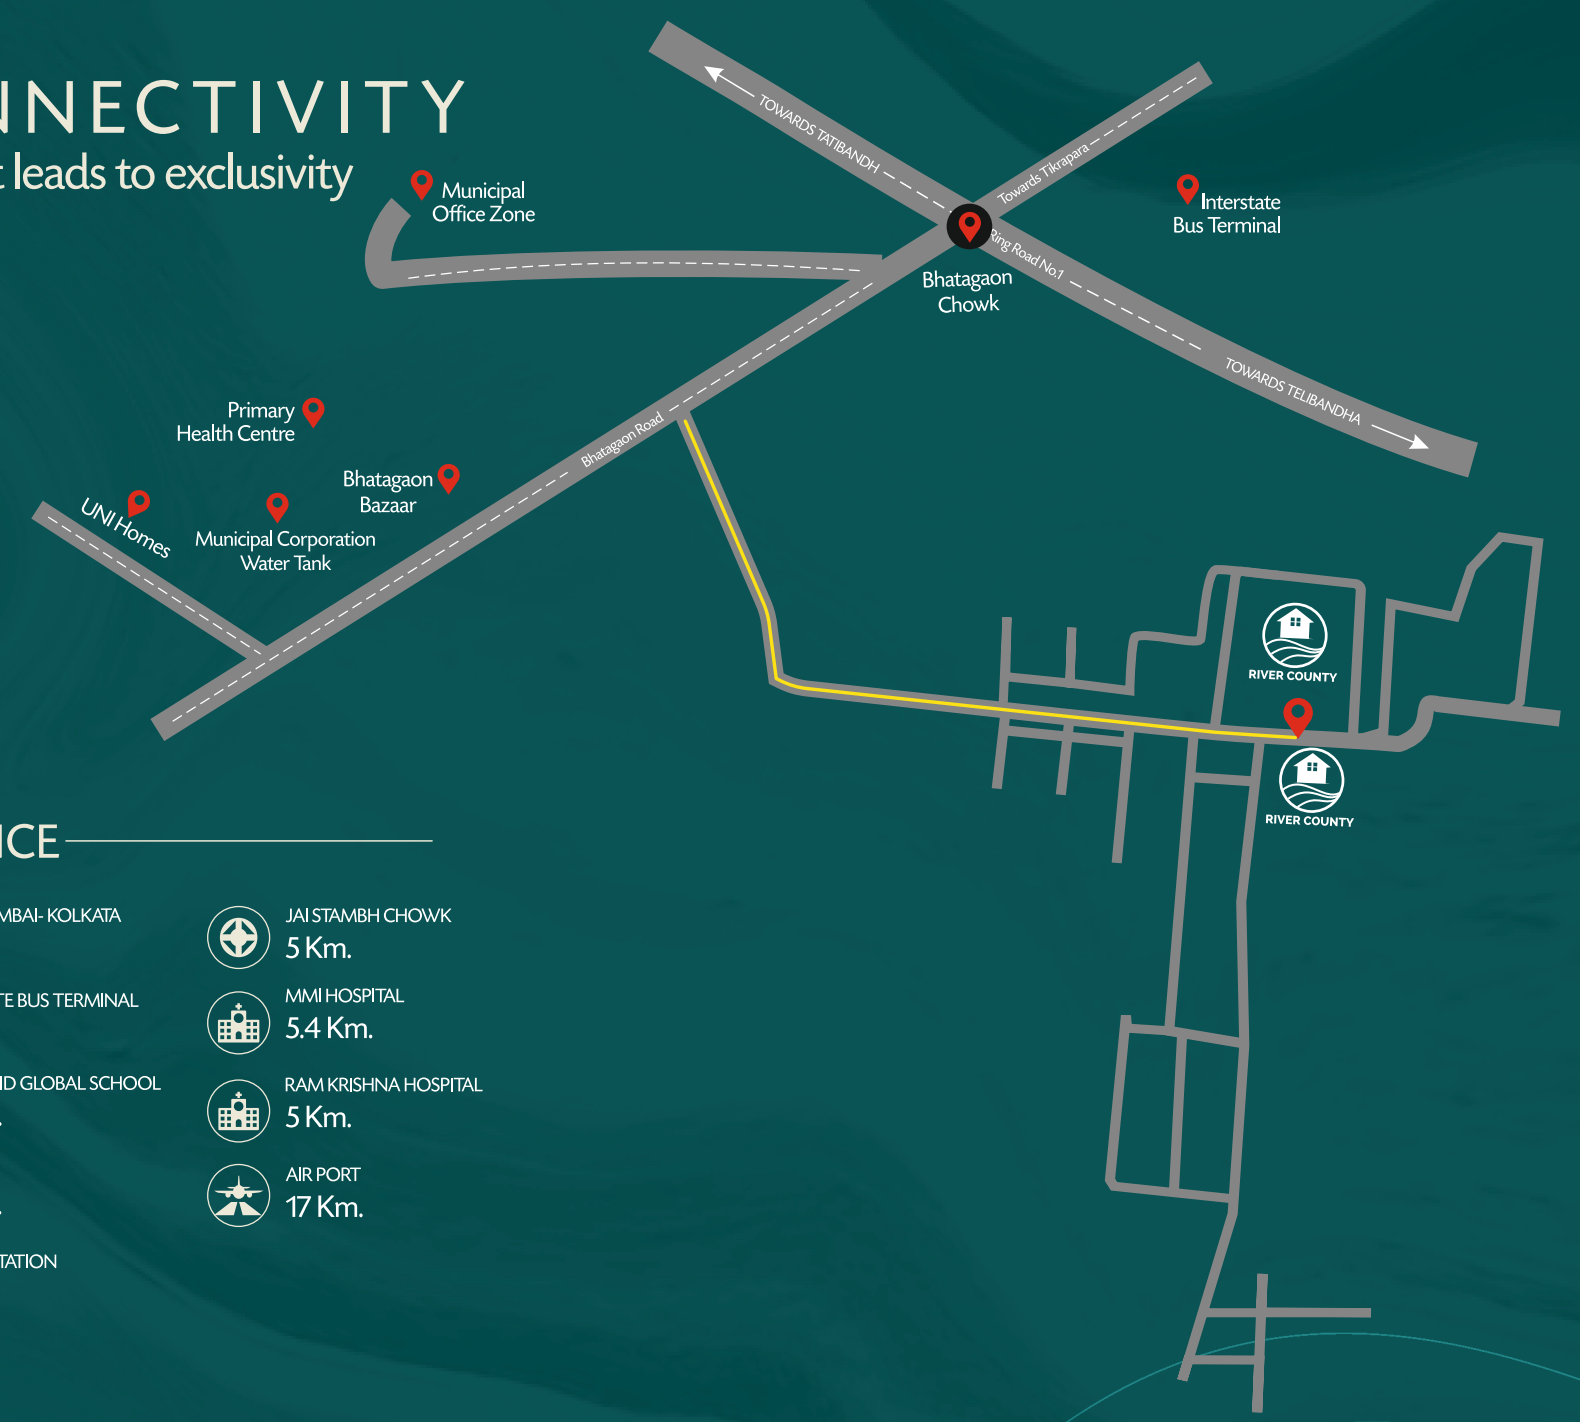 NNECTIVITY
t leads to exclusivity
Municipal
Office Zone
TOWARDS TATIBANDH
Towards Tikrapara
Interstate
Bus Terminal
Ring Road No.1
Bhatagaon
Chowk
TOWARDS TELIBANDHA
Primary
Health Centre
Bhatagaon Road
Bhatagaon
Bazaar
UNI Homes
Municipal Corporation
Water Tank
RIVER COUNTY
RIVER COUNTY
ICE
MBAI- KOLKATA
JAI STAMBH CHOWK
5 Km.
TE BUS TERMINAL
MMI HOSPITAL
5.4 Km.
ND GLOBAL SCHOOL
RAM KRISHNA HOSPITAL
5 Km.
AIR PORT
17 Km.
TATION